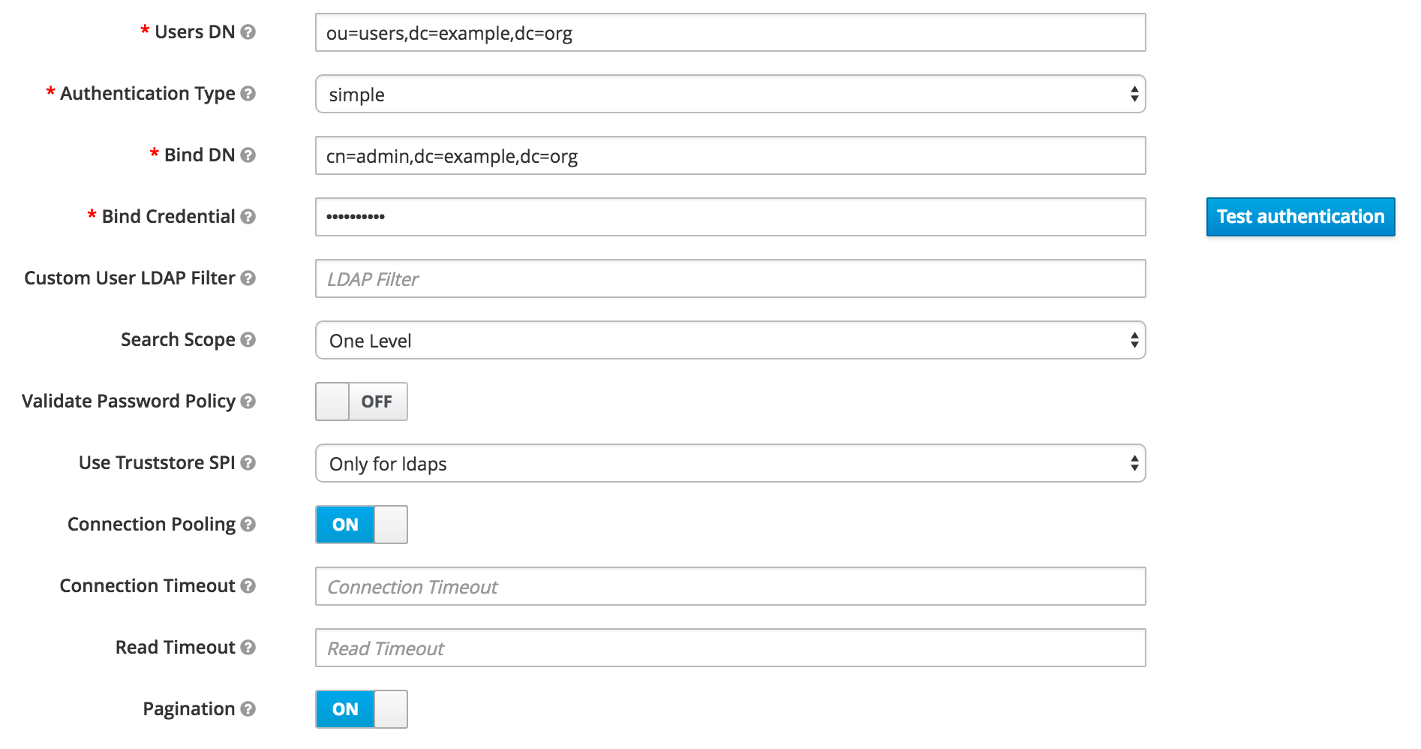 * Users DN ou=users,dc=example,dc=org
* Authentication Type simple
* Bind DN cn=admin,dc=example,dc=org
* Bind Credential •••••••••• Test authentication
Custom User LDAP Filter LDAP Filter
Search Scope One Level
Validate Password Policy OFF
Use Truststore SPI Only for ldaps
Connection Pooling ON
Connection Timeout Connection Timeout
Read Timeout Read Timeout
Pagination ON